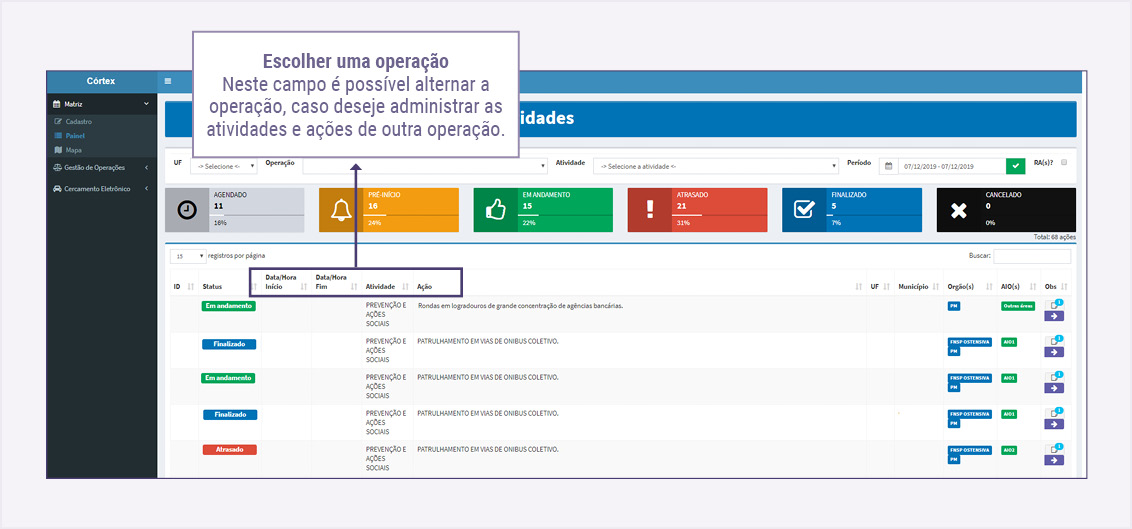 Escolher uma operação
Neste campo é possível alternar a
operação, caso deseje administrar as
atividades e ações de outra operação.
Córtex
idades
Matriz
Cadastro
Painel
Mapa
Gestão de Operações
Cercamento Eletrônico
UF
-> Selecione <-
Operação
Atividade
-> Selecione a atividade <-
Período
07/12/2019 - 07/12/2019
RA(s)?
AGENDADO
11
16%
PRÉ-INÍCIO
16
24%
EM ANDAMENTO
15
22%
ATRASADO
21
31%
FINALIZADO
5
7%
CANCELADO
0
0%
Total: 68 ações
15
registros por página
Buscar:
ID
Status
Data/Hora
Início
Data/Hora
Fim
Atividade
Ação
UF
Município
Orgão(s)
AIO(s)
Obs
Em andamento
PREVENÇÃO E
AÇÕES
SOCIAIS
Rondas em logradouros de grande concentração de agências bancárias.
PM
Outras áreas
1
Finalizado
PREVENÇÃO E
AÇÕES
SOCIAIS
PATRULHAMENTO EM VIAS DE ONIBUS COLETIVO.
FNSP OSTENSIVA
PM
AIO1
1
Em andamento
PREVENÇÃO E
AÇÕES
SOCIAIS
PATRULHAMENTO EM VIAS DE ONIBUS COLETIVO.
FNSP OSTENSIVA
PM
AIO1
1
Finalizado
PREVENÇÃO E
AÇÕES
SOCIAIS
PATRULHAMENTO EM VIAS DE ONIBUS COLETIVO.
FNSP OSTENSIVA
PM
AIO1
1
Atrasado
PREVENÇÃO E
AÇÕES
SOCIAIS
PATRULHAMENTO EM VIAS DE ONIBUS COLETIVO.
FNSP OSTENSIVA
PM
AIO2
1